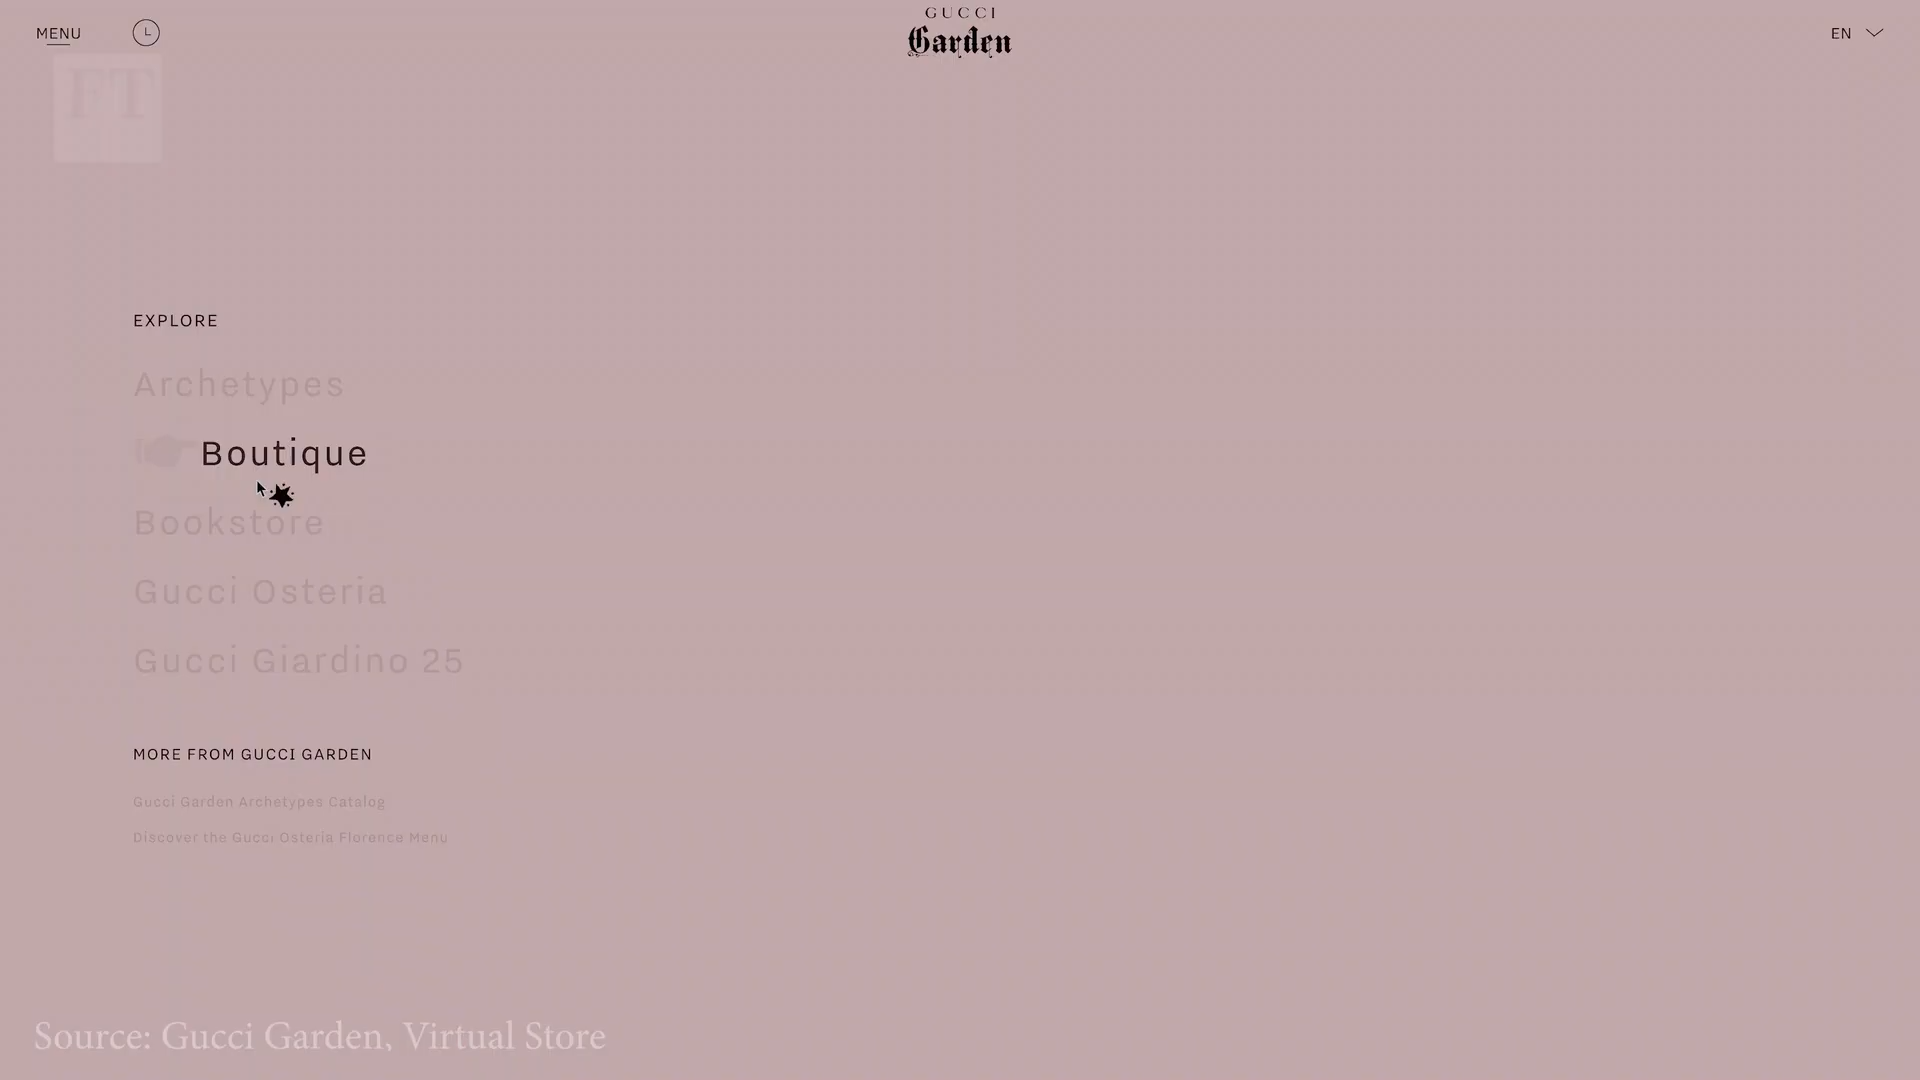 MENU
GUCCI
Garden
EN
FT
EXPLORE
Archetypes
Boutique
Bookstore
Gucci Osteria
Gucci Giardino 25
MORE FROM GUCCI GARDEN
Gucci Garden Archetypes Catalog
Discover the Gucci Osteria Florence Menu
Source: Gucci Garden, Virtual Store